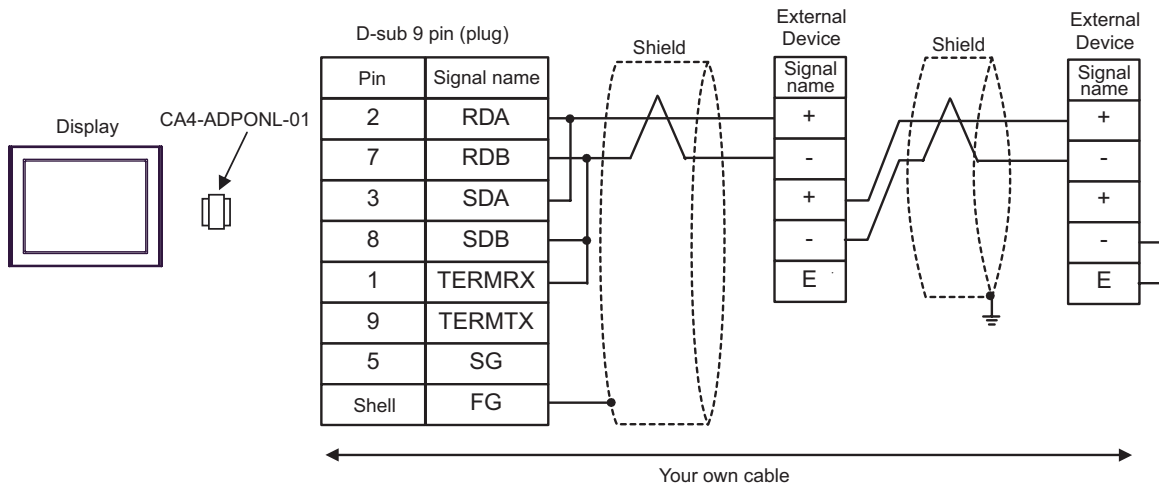 D-sub 9 pin (plug)
Pin Signal name
2 RDA
7 RDB
3 SDA
8 SDB
1 TERMRX
9 TERMTX
5 SG
Shell FG
Display
CA4-ADPONL-01
Shield
External
Device
Signal
name
+
-
+
-
E
Shield
External
Device
Signal
name
+
-
+
-
E
Your own cable